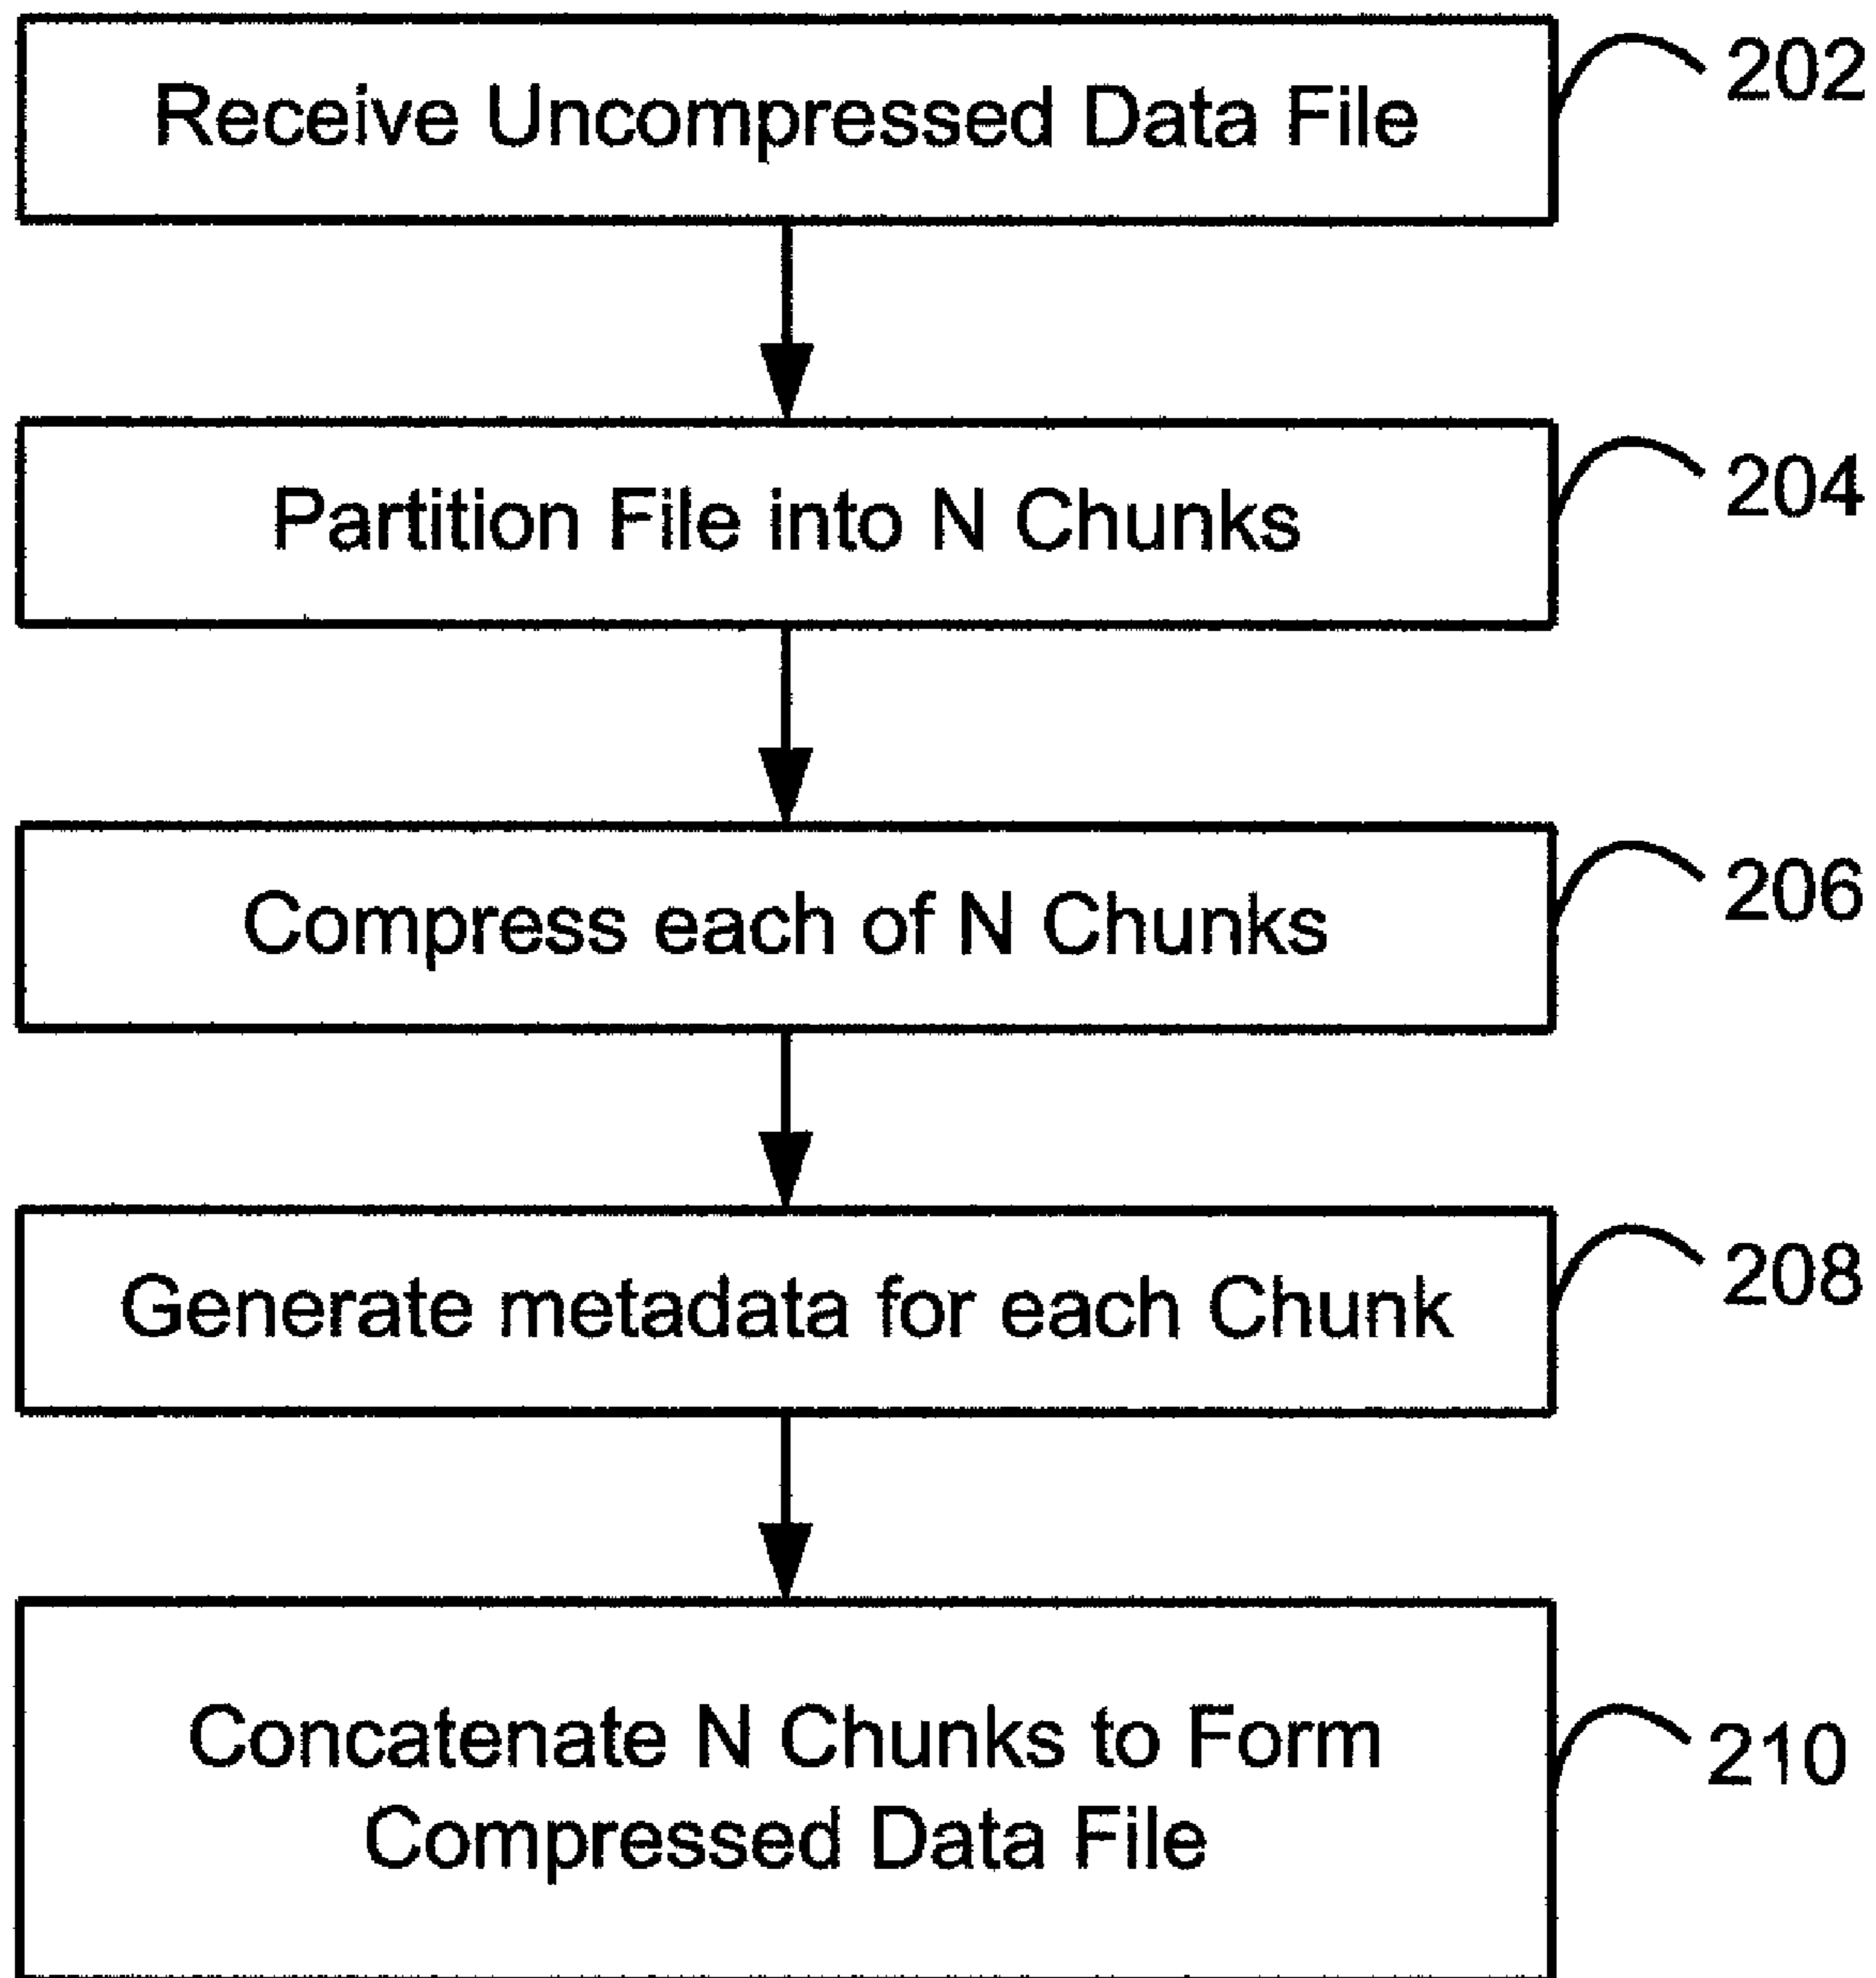 Receive Uncompressed Data File
202
Partition File into N Chunks
204
Compress each of N Chunks
206
Generate metadata for each Chunk
208
Concatenate N Chunks to Form
Compressed Data File
210